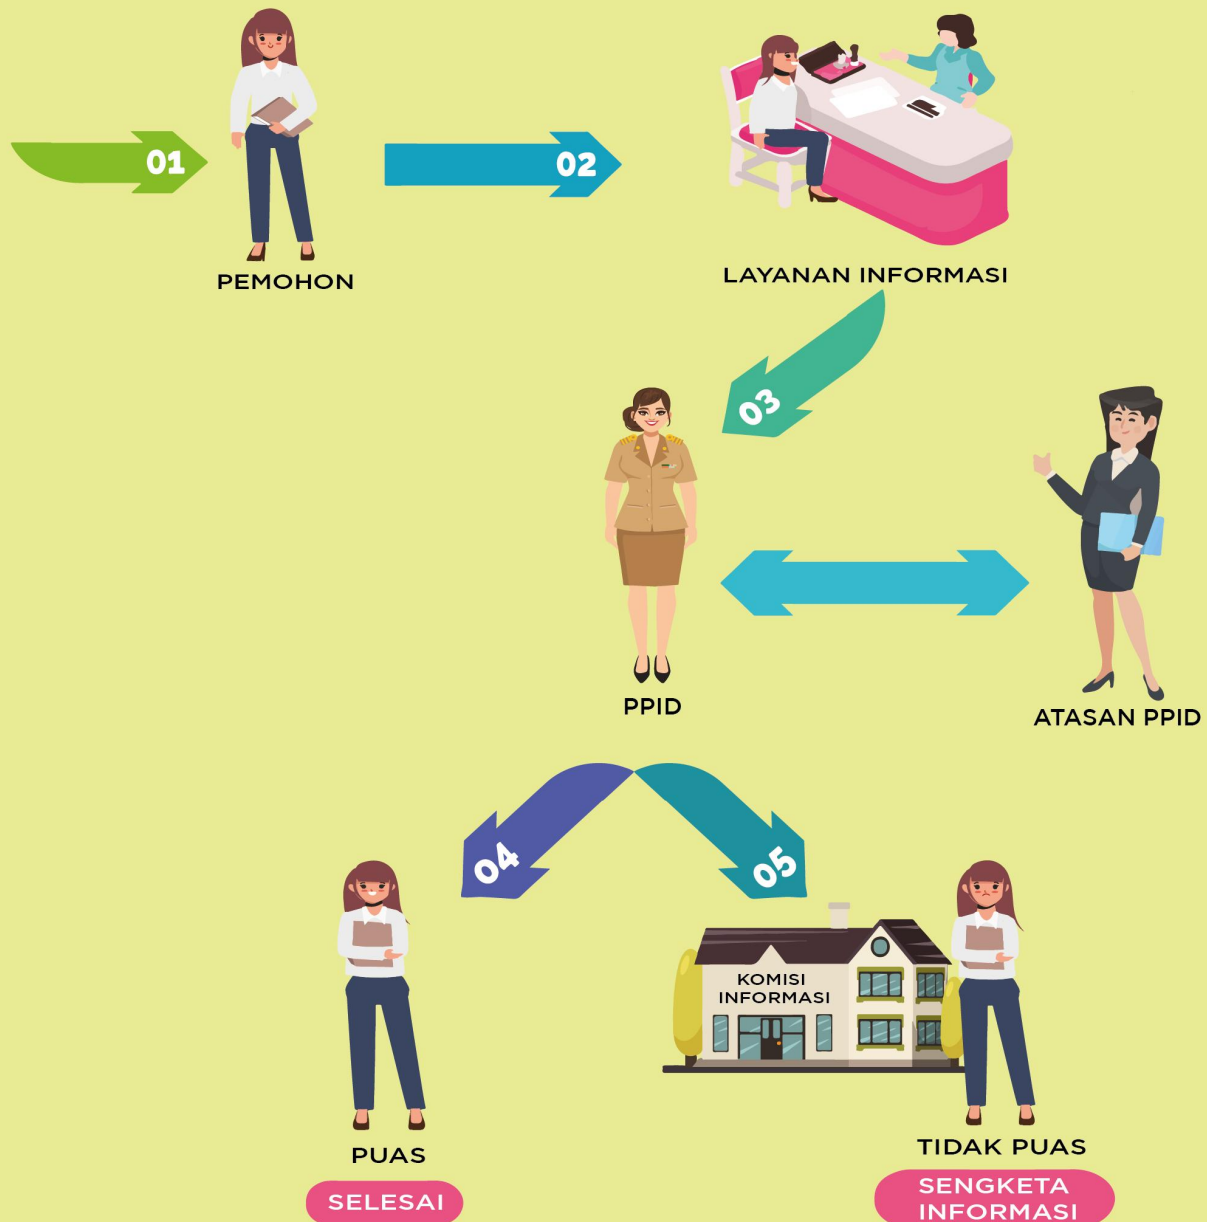 01
PEMOHON
02
LAYANAN INFORMASI
03
PPID
ATASAN PPID
04
05
KOMISI
INFORMASI
PUAS
SELESAI
TIDAK PUAS
SENGKETA
INFORMASI